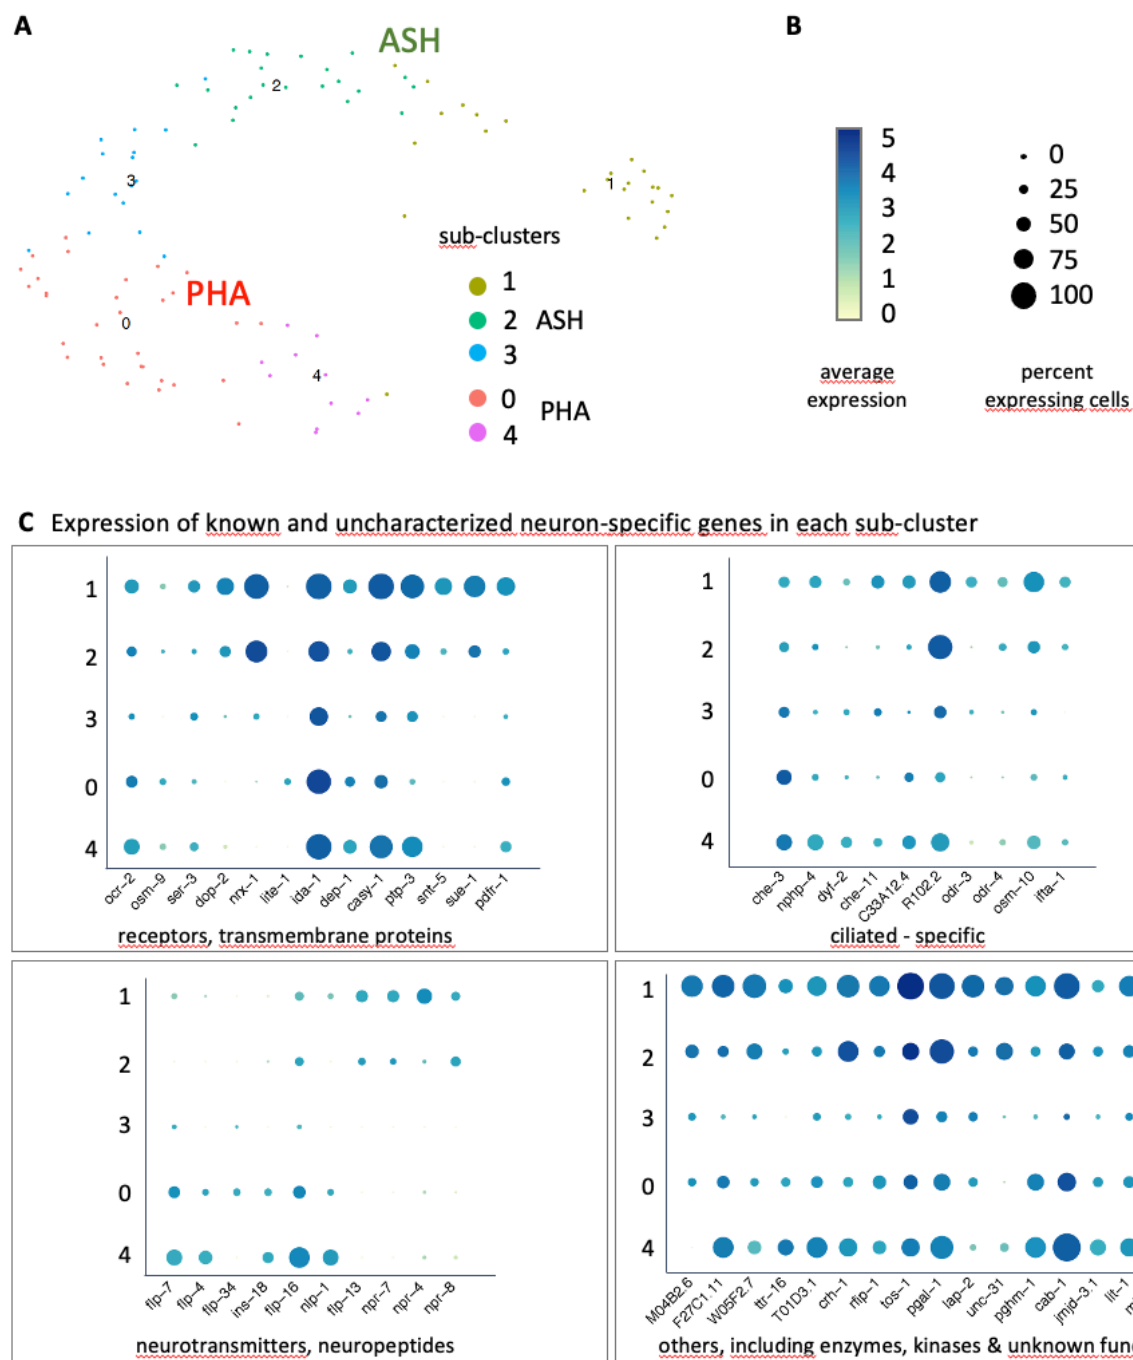 A
B
ASH
2
3
1
PHA
0
4
sub-clusters
1
2 ASH
3
0
PHA
4
5
4
3
2
1
0
average
expression
0
25
50
75
100
percent
expressing cells
C Expression of known and uncharacterized neuron-specific genes in each sub-cluster
1
2
3
0
4
ocr-2 osm-9 ser-3 dop-2 nrx-1 lite-1 ida-1 dep-1 casy-1 ptp-3 snt-5 sue-1 pdfr-1
receptors, transmembrane proteins
1
2
3
0
4
che-3 nphp-4 dyf-2 che-11 C33A12.4 R102.2 odr-3 odr-4 osm-10 ifta-1
ciliated - specific
1
2
3
0
4
flp-7 flp-4 flp-34 ins-18 flp-16 nlp-1 flp-13 npr-7 npr-4 npr-8
neurotransmitters, neuropeptides
1
2
3
0
4
M04B2.6 F27C1.11 W05F2.7 ttr-16 T01D3.1 crh-1 rfip-1 tos-1 pgal-1 lap-2 unc-31 pghm-1 cab-1 jmjd-3.1 lit-1
others, including enzymes, kinases & unknown